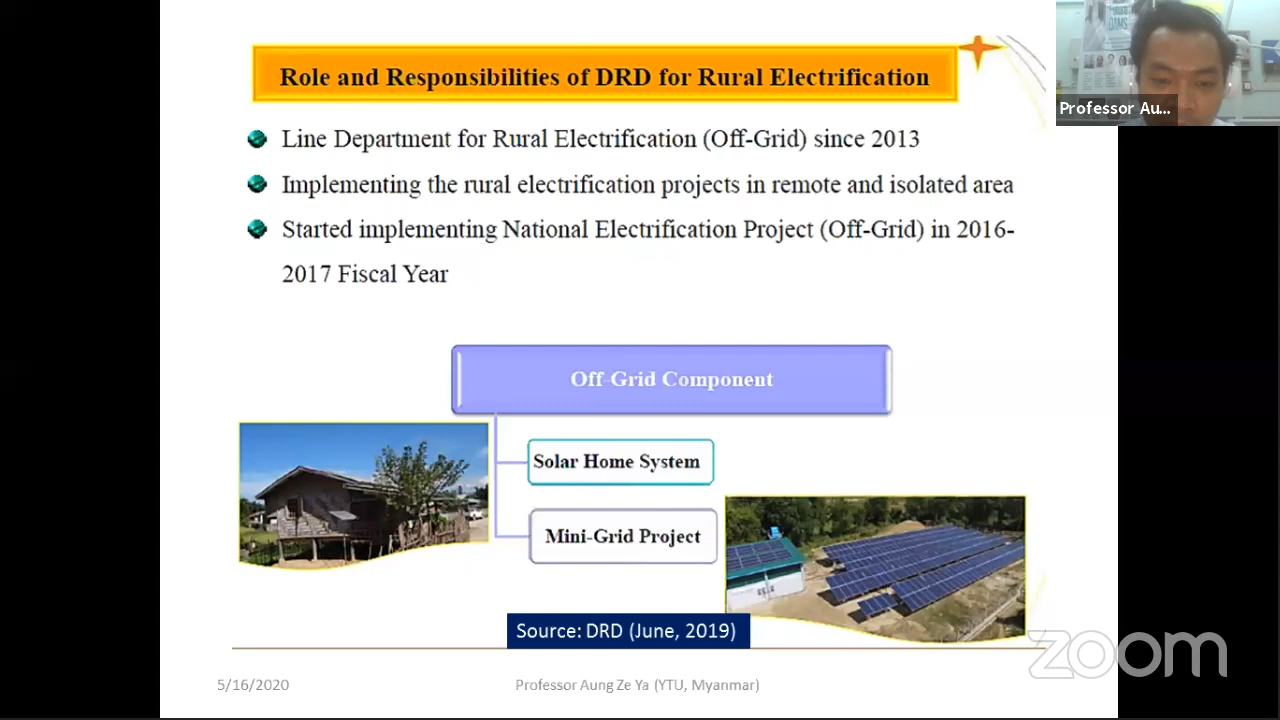 Role and Responsibilities of DRD for Rural Electrification
Professor Au...
Line Department for Rural Electrification (Off-Grid) since 2013
Implementing the rural electrification projects in remote and isolated area
Started implementing National Electrification Project (Off-Grid) in 2016-
2017 Fiscal Year
Off-Grid Component
Solar Home System
Mini-Grid Project
Source: DRD (June, 2019)
zoom
5/16/2020
Professor Aung Ze Ya (YTU, Myanmar)